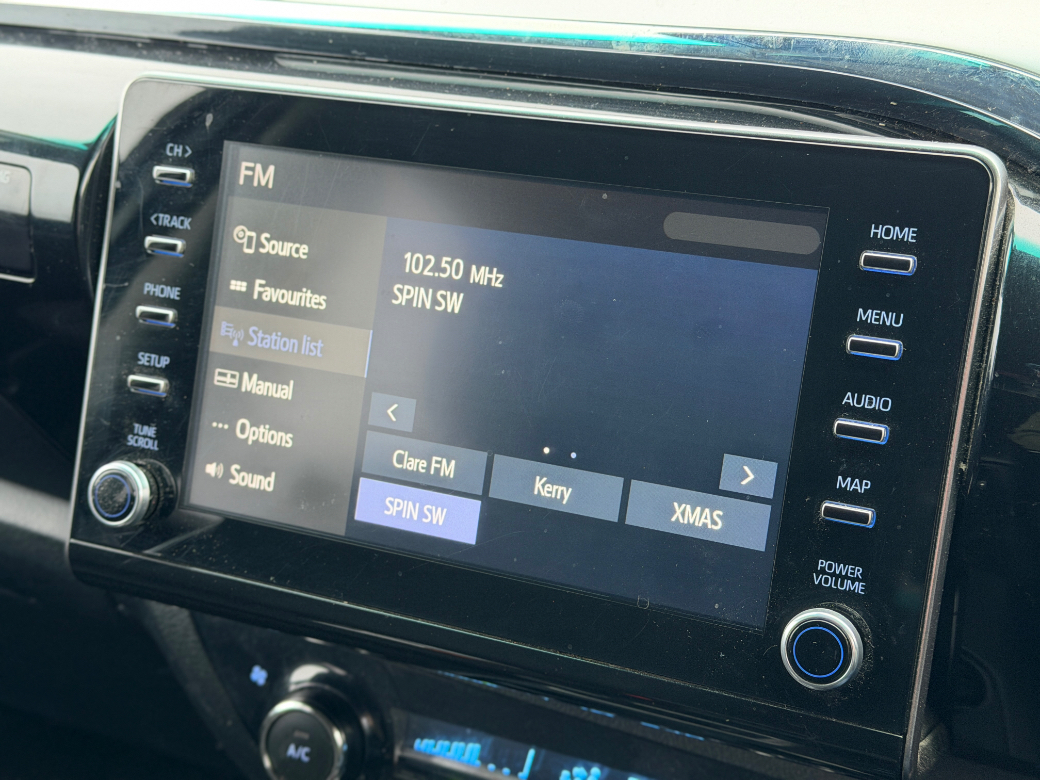 CH >
< TRACK
PHONE
SETUP
TUNE
SCROLL
FM
Source
Favourites
Station list
Manual
Options
Sound
102.50 MHz
SPIN SW
<
>
Clare FM
Kerry
XMAS
SPIN SW
HOME
MENU
AUDIO
MAP
POWER
VOLUME
A/C